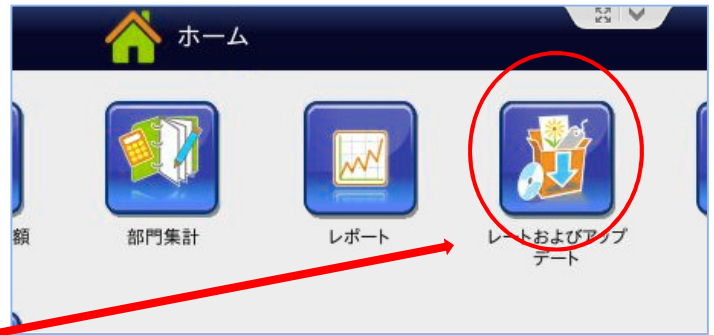 ホーム
額
部門集計
レポート
レートおよびアップ
デート